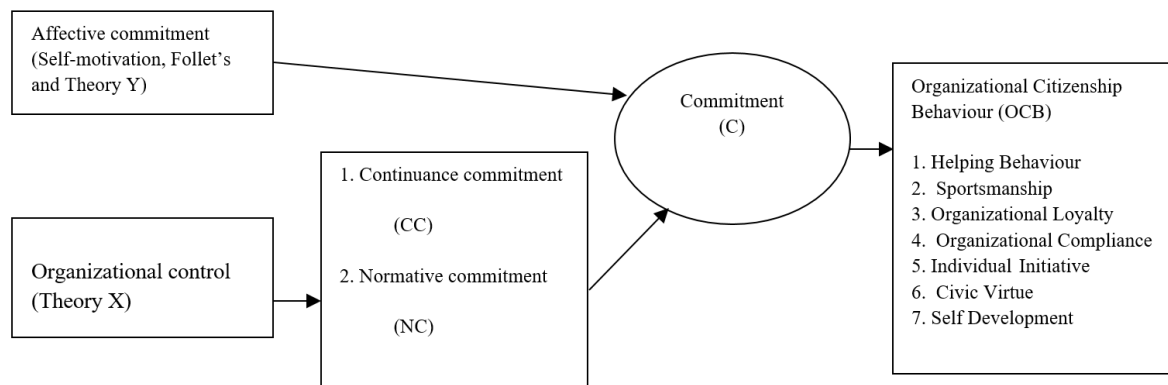 Affective commitment
(Self-motivation, Follet’s
and Theory Y)
Organizational control
(Theory X)
1. Continuance commitment
(CC)
2. Normative commitment
(NC)
Commitment
(C)
Organizational Citizenship
Behaviour (OCB)
1. Helping Behaviour
2. Sportsmanship
3. Organizational Loyalty
4. Organizational Compliance
5. Individual Initiative
6. Civic Virtue
7. Self Development